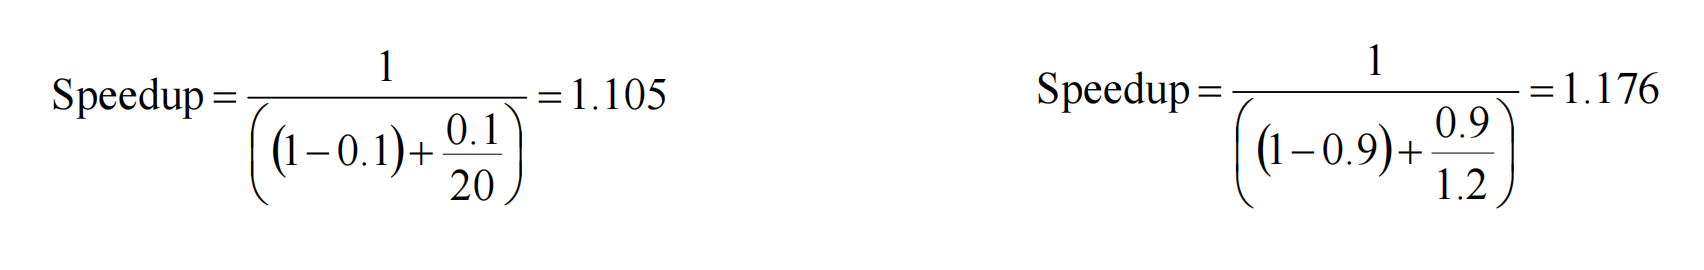 Speedup = 1 / ((1 − 0.1) + 0.1 / 20) = 1.105
Speedup = 1 / ((1 − 0.9) + 0.9 / 1.2) = 1.176